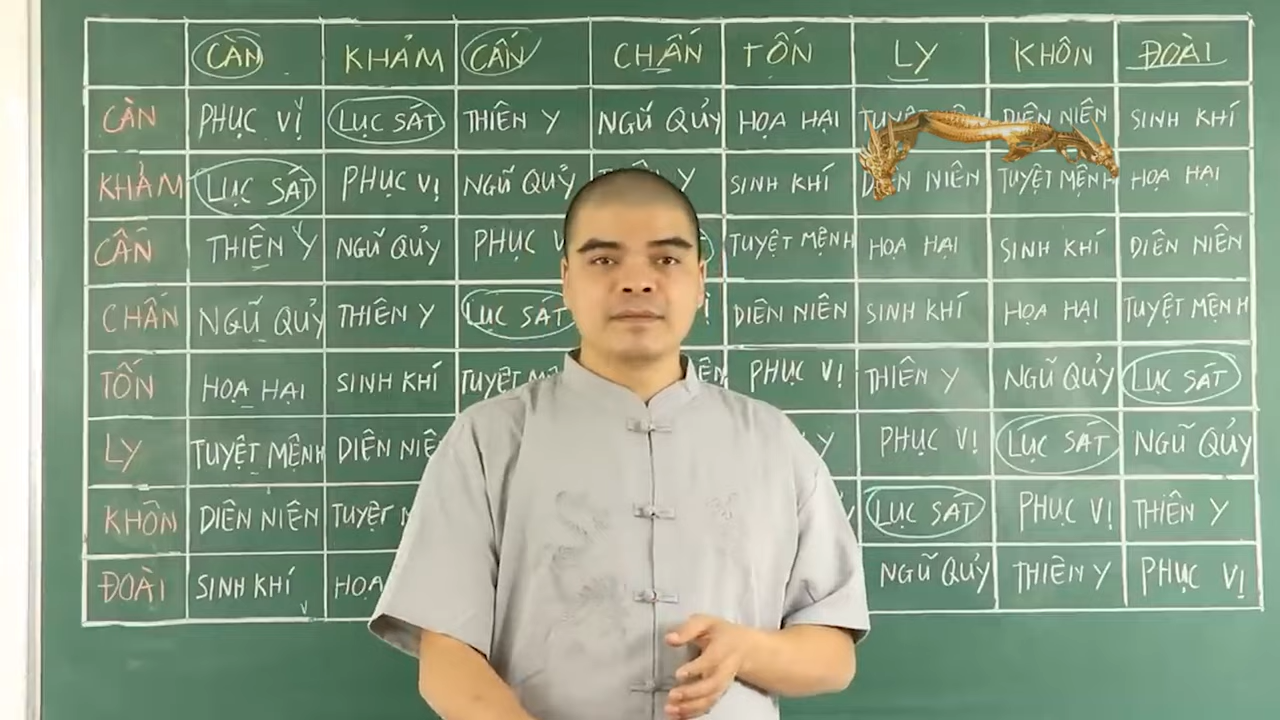 CÀN KHẢM CẤN CHẤN TỐN LY KHÔN ĐOÀI
CÀN PHỤC VỊ LỤC SÁT THIÊN Y NGŨ QUỶ HỌA HẠI DIÊN NIÊN SINH KHÍ
KHẢM LỤC SÁT PHỤC VỊ NGŨ QUỶ Y SINH KHÍ NIÊN TUYỆT MỆNH HỌA HẠI
CẤN THIÊN Y NGŨ QUỶ PHỤC TUYỆT MỆNH HỌA HẠI SINH KHÍ DIÊN NIÊN
CHẤN NGŨ QUỶ THIÊN Y LỤC SÁT DIÊN NIÊN SINH KHÍ HỌA HẠI TUYỆT MỆNH
TỐN HỌA HẠI SINH KHÍ TUYỆT PHỤC VỊ THIÊN Y NGŨ QUỶ LỤC SÁT
LY TUYỆT MỆNH DIÊN Y PHỤC VỊ LỤC SÁT NGŨ QUỶ
KHÔN DIÊN NIÊN TUYỆT LỤC SÁT PHỤC VỊ THIÊN Y
ĐOÀI SINH KHÍ NGŨ QUỶ THIÊN Y PHỤC VỊ